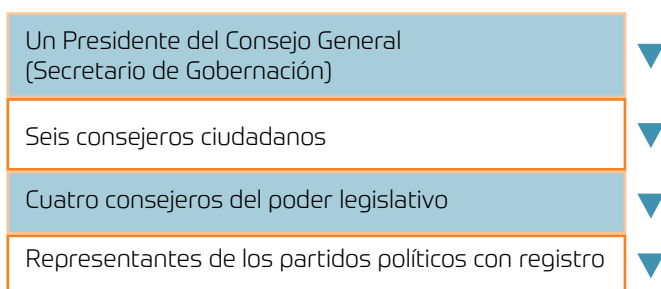 Un Presidente del Consejo General
(Secretario de Gobernación)
Seis consejeros ciudadanos
Cuatro consejeros del poder legislativo
Representantes de los partidos políticos con registro